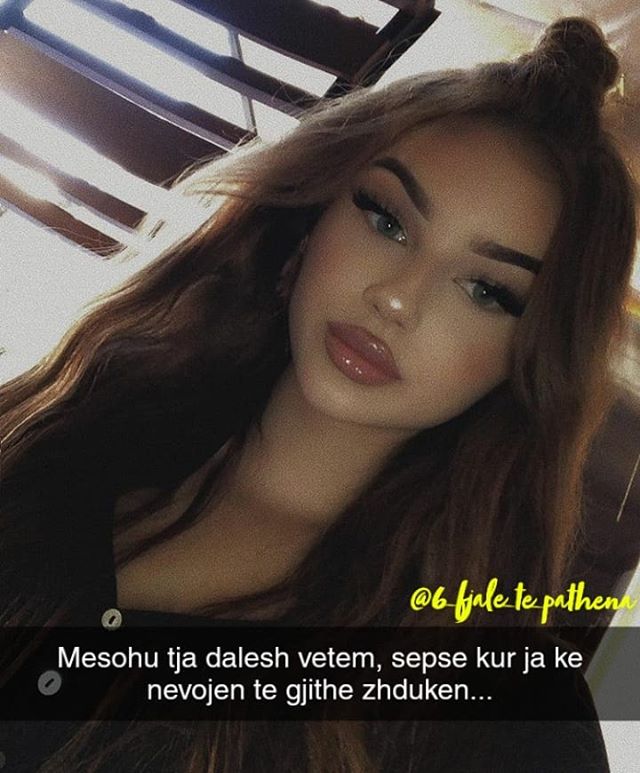 @6_fjale_te_pathena
Mesohu tja dalesh vetem, sepse kur ja ke
nevojen te gjithe zhduken...